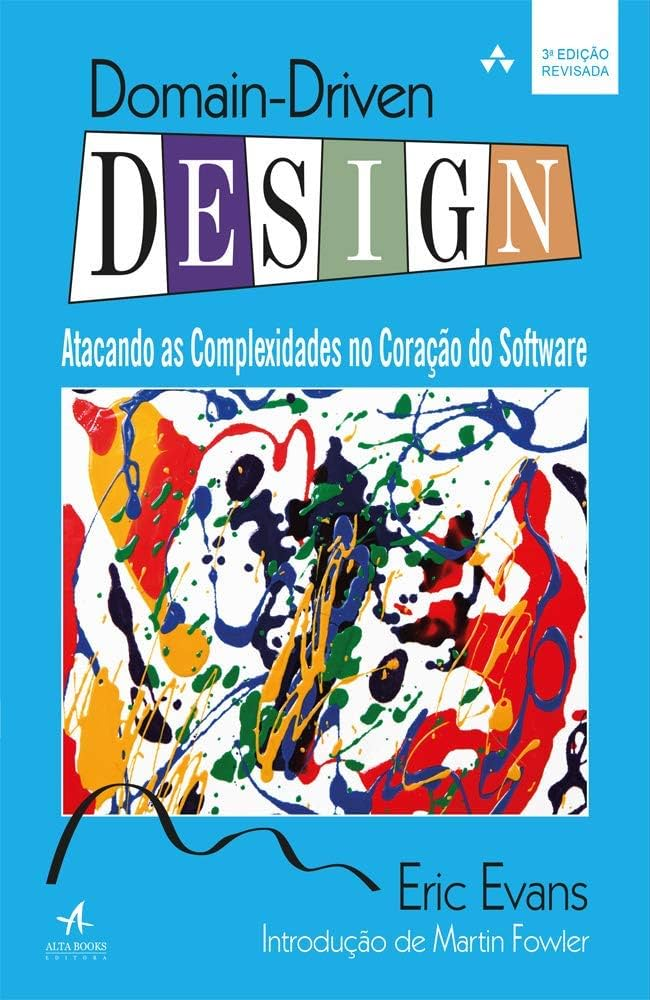 3ª EDIÇÃO
REVISADA
Domain-Driven
DESIGN
Atacando as Complexidades no Coração do Software
Eric Evans
Introdução de Martin Fowler
ALTA BOOKS
EDITORA